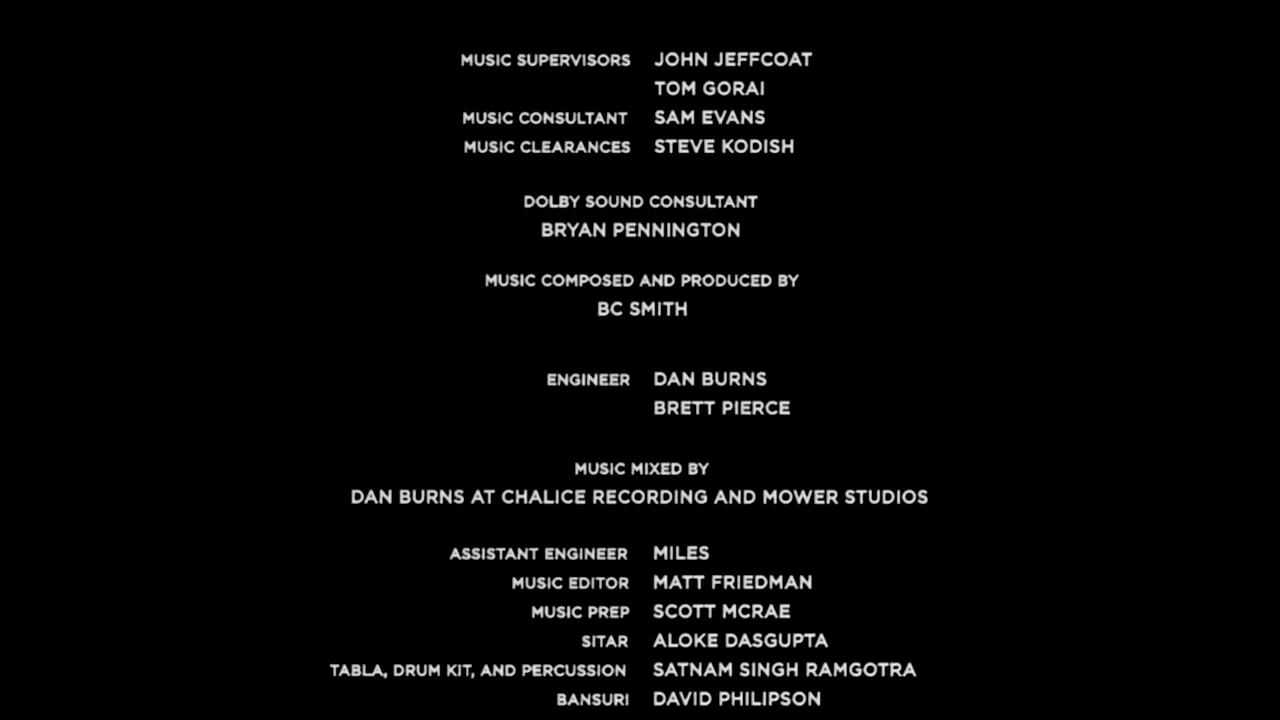 MUSIC SUPERVISORS JOHN JEFFCOAT
TOM GORAI
MUSIC CONSULTANT SAM EVANS
MUSIC CLEARANCES STEVE KODISH
DOLBY SOUND CONSULTANT
BRYAN PENNINGTON
MUSIC COMPOSED AND PRODUCED BY
BC SMITH
ENGINEER DAN BURNS
BRETT PIERCE
MUSIC MIXED BY
DAN BURNS AT CHALICE RECORDING AND MOWER STUDIOS
ASSISTANT ENGINEER MILES
MUSIC EDITOR MATT FRIEDMAN
MUSIC PREP SCOTT MCRAE
SITAR ALOKE DASGUPTA
TABLA, DRUM KIT, AND PERCUSSION SATNAM SINGH RAMGOTRA
BANSURI DAVID PHILIPSON